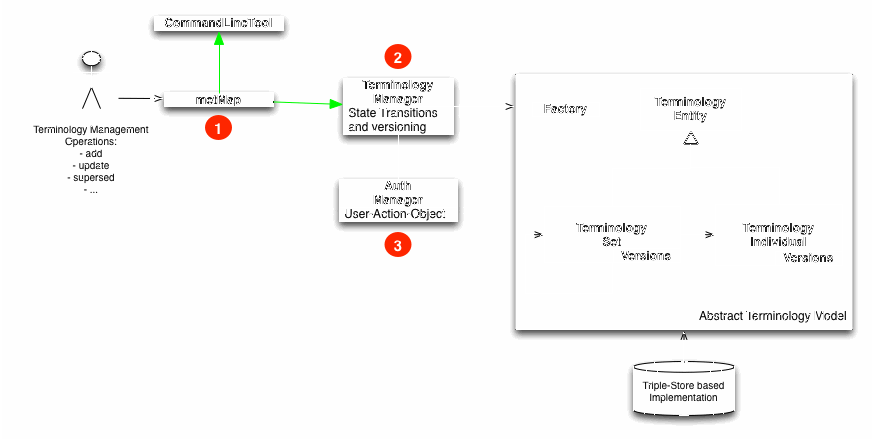 CommandLineTool
2
metMap
1
Terminology
Manager
State Transitions
and versioning
Factory
Terminology
Entity
Terminology Management
Operations:
- add
- update
- supersed
- ...
Auth
Manager
User-Action-Object
3
Terminology
Set
Versions
Terminology
Individual
Versions
Abstract Terminology Model
Triple-Store based
Implementation